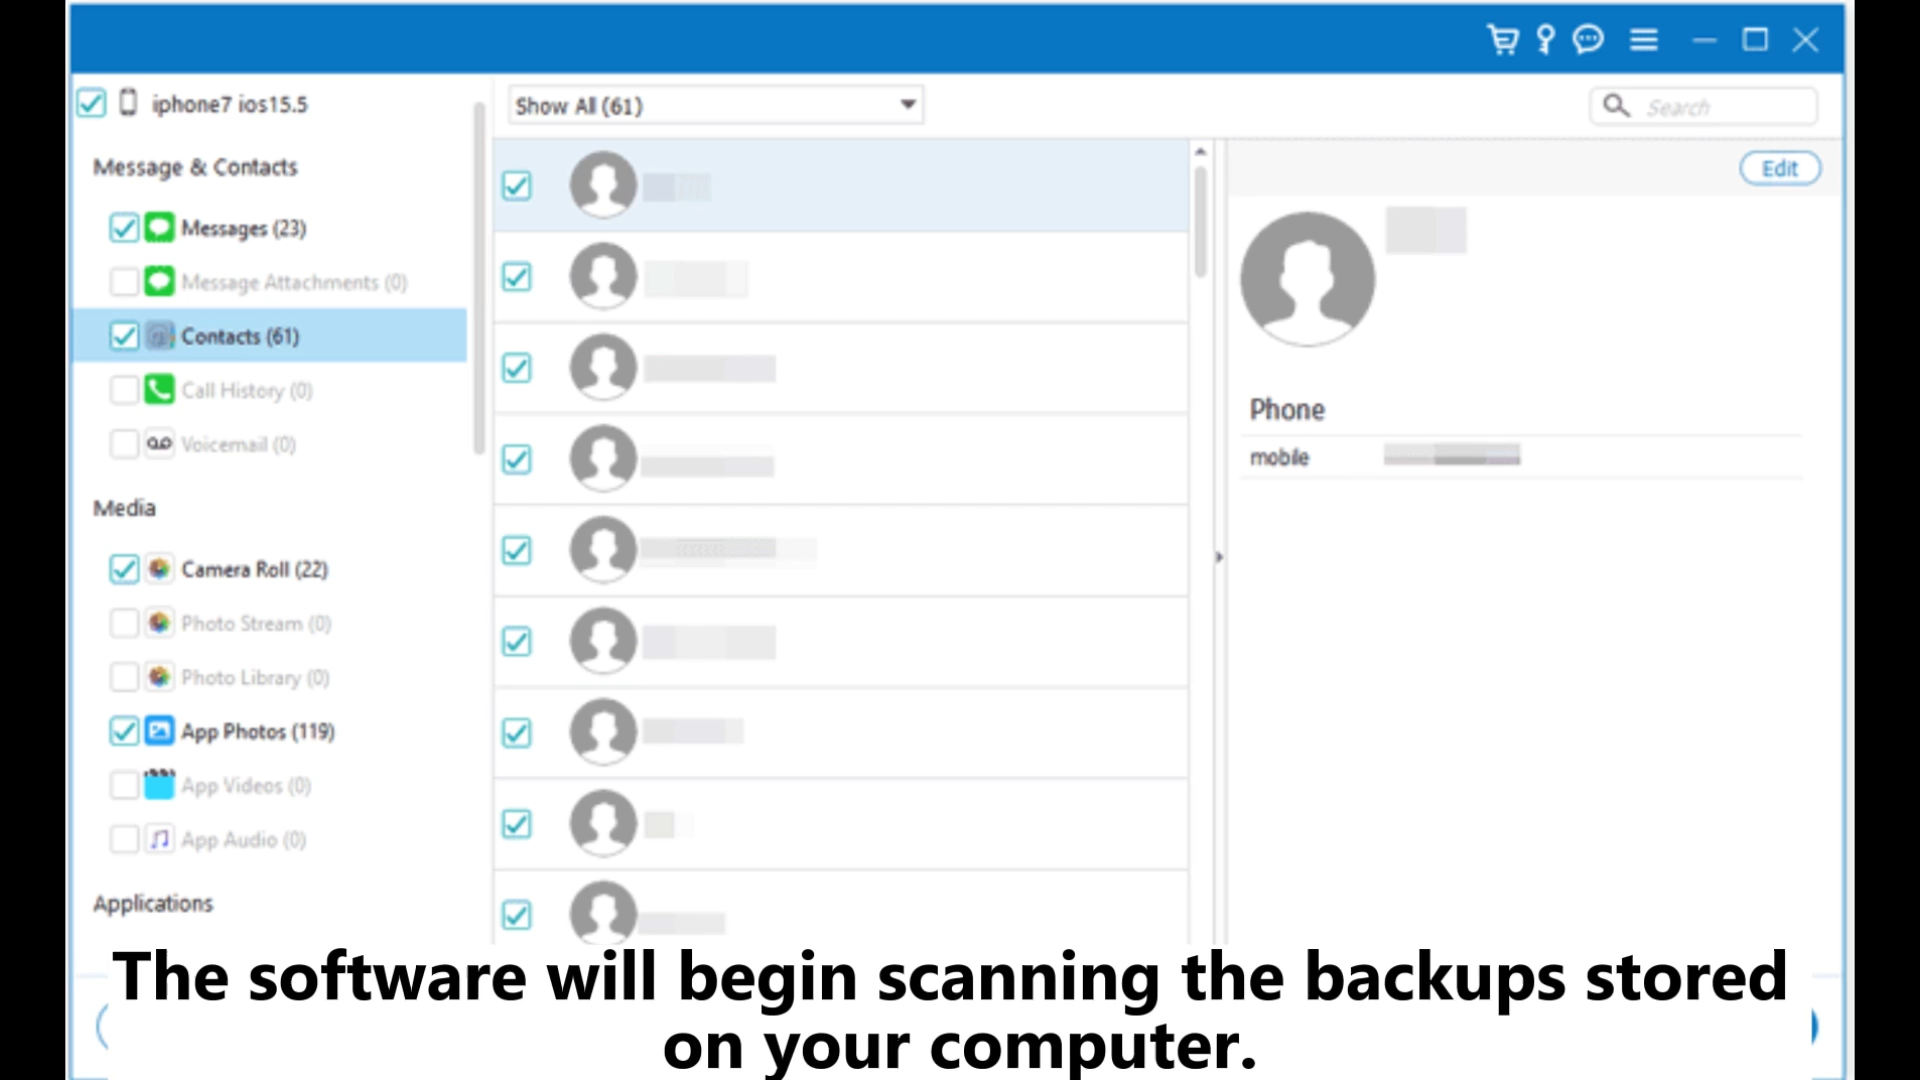 iphone7 ios15.5
Show All (61)
Search
Message & Contacts
Edit
Messages (23)
Message Attachments (0)
Contacts (61)
Call History (0)
Voicemail (0)
Phone
mobile
Media
Camera Roll (22)
Photo Stream (0)
Photo Library (0)
App Photos (119)
App Videos (0)
App Audio (0)
Applications
The software will begin scanning the backups stored
on your computer.